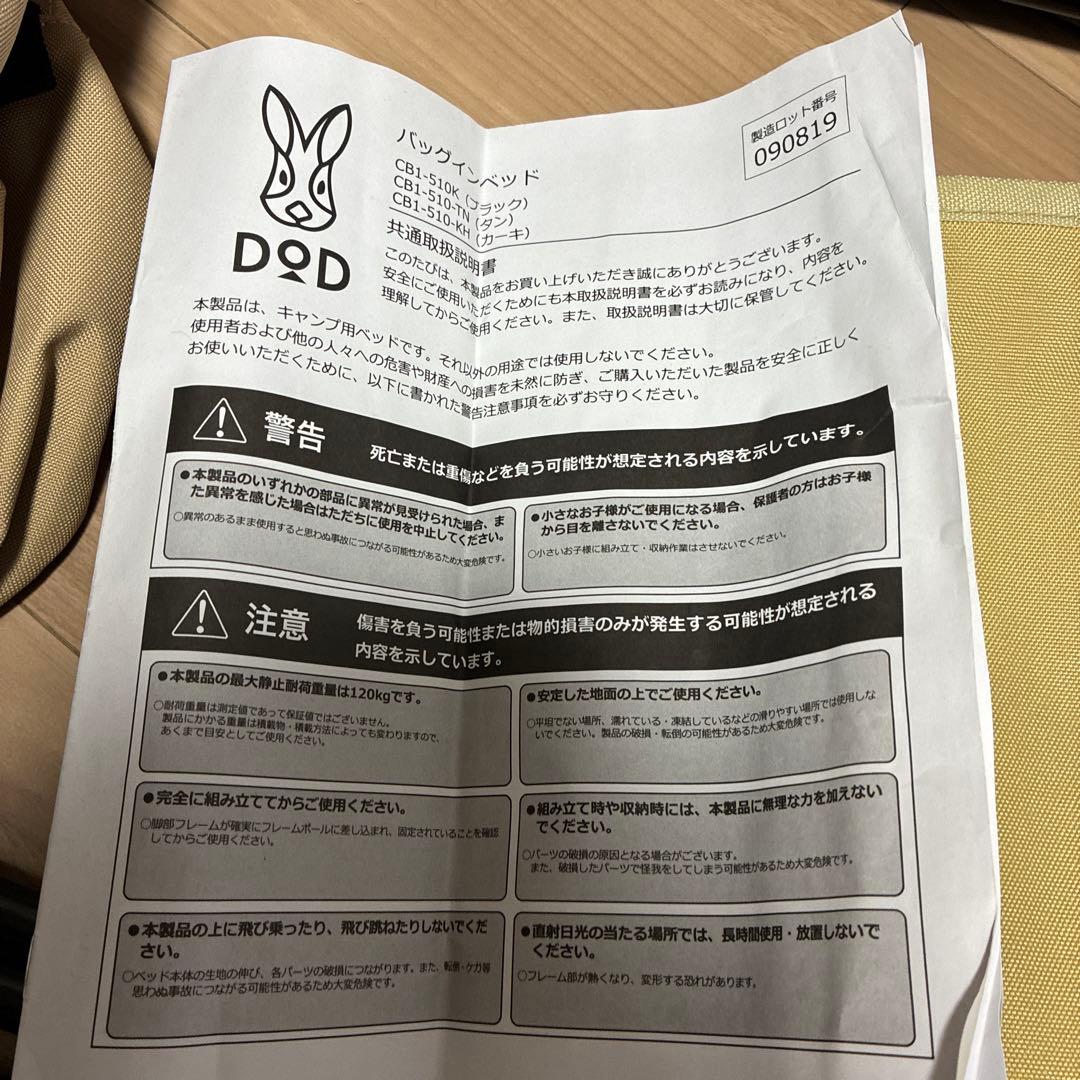 DOD
バッグインベッド
CB1-510K (ブラック)
CB1-510-TN (タン)
CB1-510-KH (カーキ)
共通取扱説明書
製造ロット番号
090819
このたびは、本製品をお買い上げいただき誠にありがとうございます。
安全にご使用いただくためにも本取扱説明書を必ずお読みになり、内容を
理解してからご使用ください。また、取扱説明書は大切に保管してください。
本製品は、キャンプ用ベッドです。それ以外の用途では使用しないでください。
使用者および他の人々への危害や財産への損害を未然に防ぎ、ご購入いただいた製品を安全に正しく
お使いいただくために、以下に書かれた警告注意事項を必ずお守りください。
警告
死亡または重傷などを負う可能性が想定される内容を示しています。
●本製品のいずれかの部品に異常が見受けられた場合、ま
た異常を感じた場合はただちに使用を中止してください。
○異常のあるまま使用すると思わぬ事故につながる可能性があるため大変危険です。
●小さなお子様がご使用になる場合、保護者の方はお子様
から目を離さないでください。
○小さいお子様に組み立て・収納作業はさせないでください。
注意
傷害を負う可能性または物的損害のみが発生する可能性が想定される
内容を示しています。
●本製品の最大静止耐荷重量は120kgです。
○耐荷重量は測定値であって保証値ではございません。
製品にかかる重量は積載物・積載方法によっても変わりますので、
あくまで目安としてご使用ください。
●安定した地面の上でご使用ください。
○平坦でない場所、濡れている・凍結しているなどの滑りやすい場所では使用しな
いでください。製品の破損・転倒の可能性があるため大変危険です。
●完全に組み立ててからご使用ください。
○脚部フレームが確実にフレームポールに差し込まれ、固定されていることを確認
してからご使用ください。
●組み立て時や収納時には、本製品に無理な力を加えない
でください。
○パーツの破損の原因となる場合がございます。
また、破損したパーツで怪我をしてしまう可能性があるため大変危険です。
●本製品の上に飛び乗ったり、飛び跳ねたりしないでくだ
さい。
○ベッド本体の生地の伸び、各パーツの破損につながります。また、転倒・ケガ等
思わぬ事故につながる可能性があるため大変危険です。
●直射日光の当たる場所では、長時間使用・放置しないで
ください。
○フレーム部が熱くなり、変形する恐れがあります。